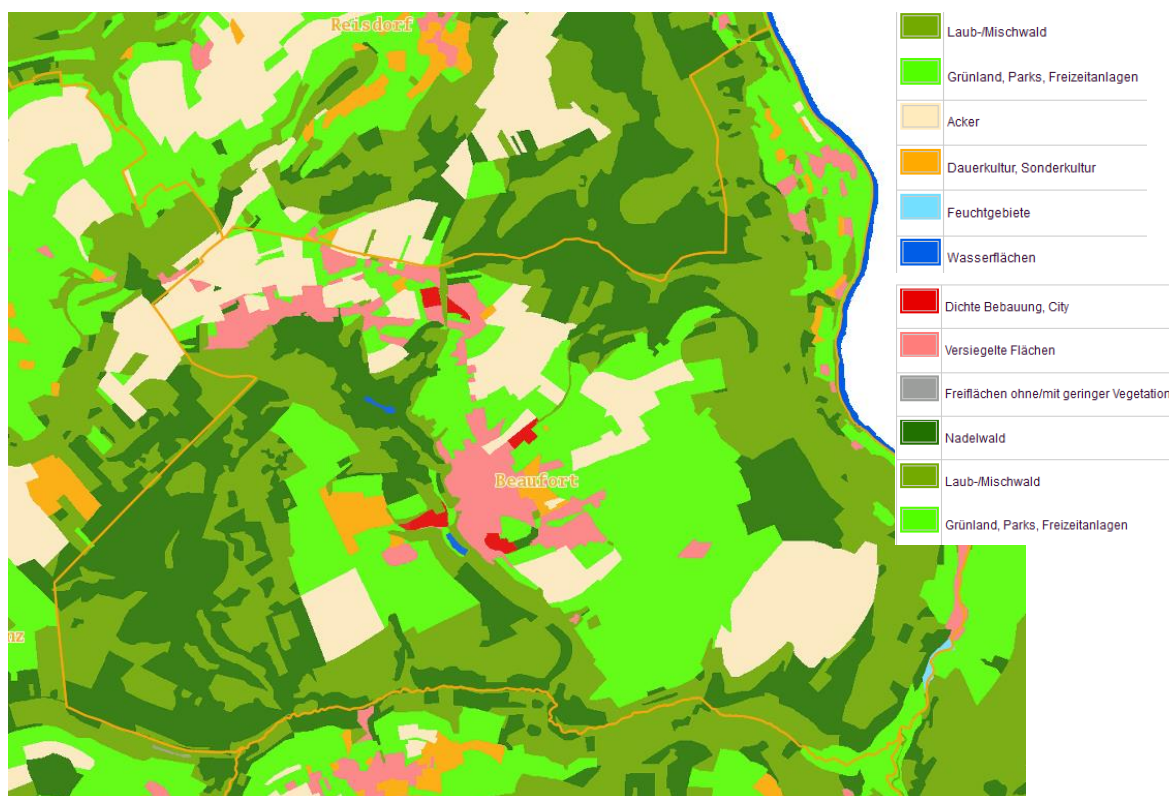 Reisdorf
Beaufort
nz
Laub-/Mischwald
Grünland, Parks, Freizeitanlagen
Acker
Dauerkultur, Sonderkultur
Feuchtgebiete
Wasserflächen
Dichte Bebauung, City
Versiegelte Flächen
Freiflächen ohne/mit geringer Vegetation
Nadelwald
Laub-/Mischwald
Grünland, Parks, Freizeitanlagen